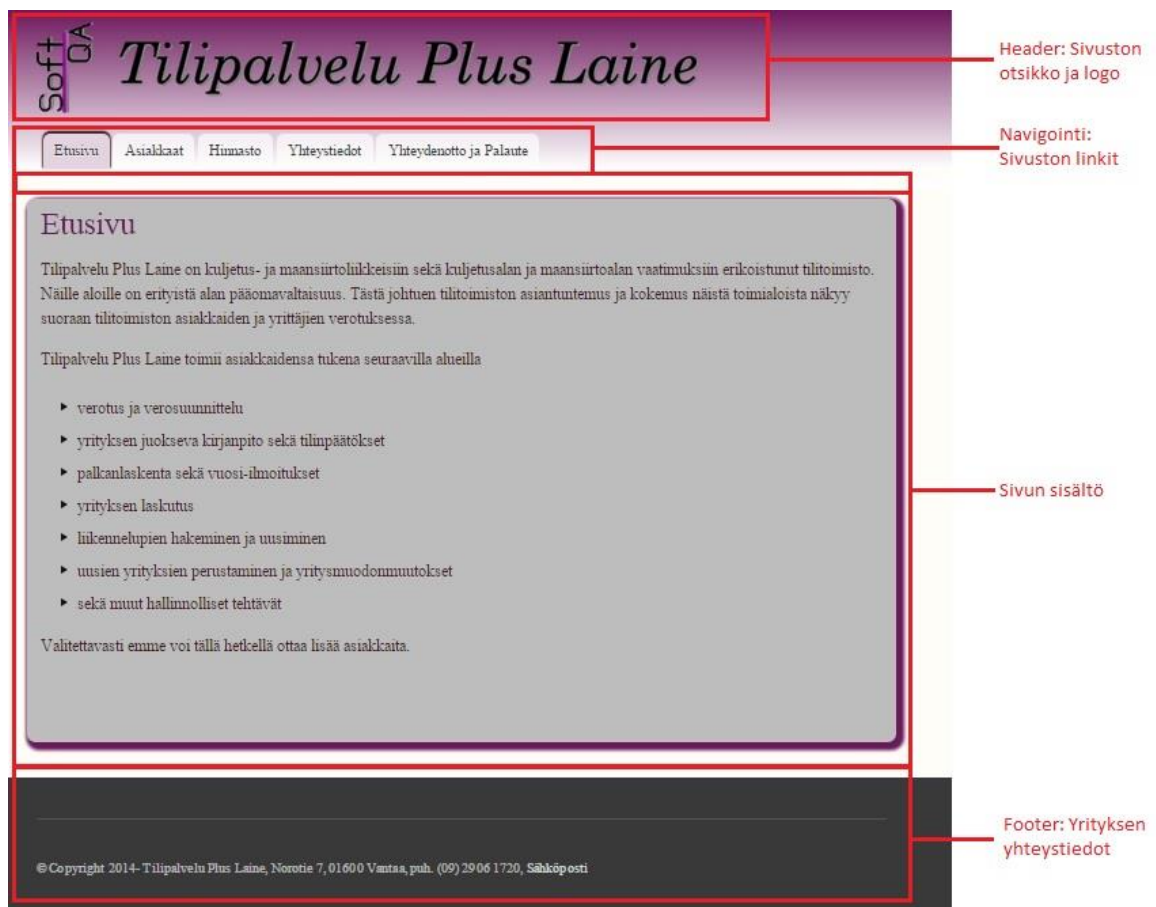 Soft
QA
Tilipalvelu Plus Laine
Header: Sivuston
otsikko ja logo
Etusivu Asiakkaat Hinnasto Yhteystiedot Yhteydenotto ja Palaute
Navigointi:
Sivuston linkit
Etusivu
Tilipalvelu Plus Laine on kuljetus- ja maansiirtoliikkeisiin sekä kuljetusalan ja maansiirtoalan vaatimuksiin erikoistunut tilitoimisto.
Näille aloille on erityistä alan pääomavaltaisuus. Tästä johtuen tilitoimiston asiantuntemus ja kokemus näistä toimialoista näkyy
suoraan tilitoimiston asiakkaiden ja yrittäjien verotuksessa.
Tilipalvelu Plus Laine toimii asiakkaidensa tukena seuraavilla alueilla
verotus ja verosuunnittelu
yrityksen juokseva kirjanpito sekä tilinpäätökset
palkanlaskenta sekä vuosi-ilmoitukset
yrityksen laskutus
liikennelupien hakeminen ja uusiminen
uusien yrityksien perustaminen ja yritysmuodonmuutokset
sekä muut hallinnolliset tehtävät
Valitettavasti emme voi tällä hetkellä ottaa lisää asiakkaita.
Sivun sisältö
Footer: Yrityksen
yhteystiedot
© Copyright 2014- Tilipalvelu Plus Laine, Norotie 7, 01600 Vantaa, puh. (09) 2906 1720, Sähköposti